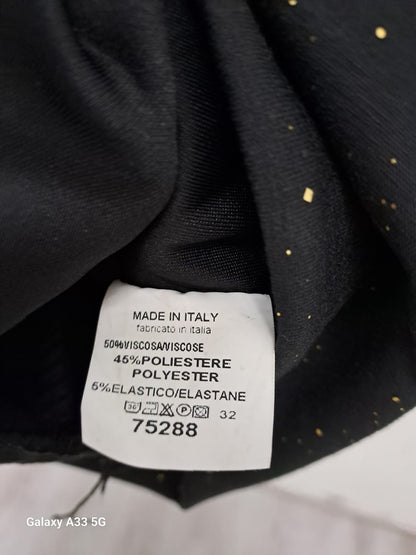 MADE IN ITALY
fabricato in italia
50%VISCOSA/VISCOSE
45%POLIESTERE
POLYESTER
5%ELASTICO/ELASTANE
30° P 32
75288
Galaxy A33 5G